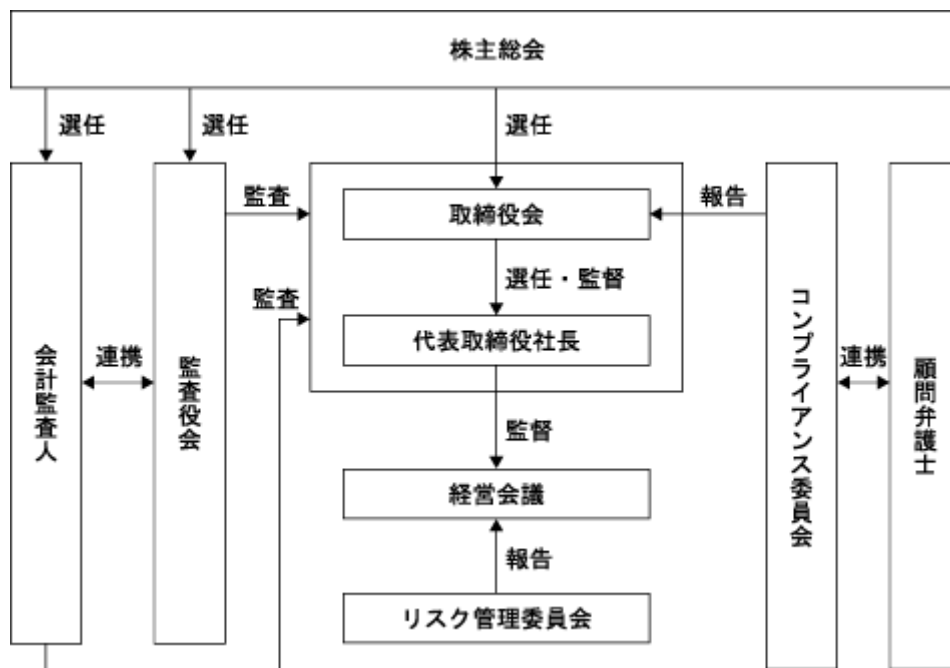 株主総会
選任
選任
選任
監査
取締役会
報告
選任・監督
監査
代表取締役社長
会計監査人
連携
監査役会
コンプライアンス委員会
連携
顧問弁護士
監督
経営会議
報告
リスク管理委員会